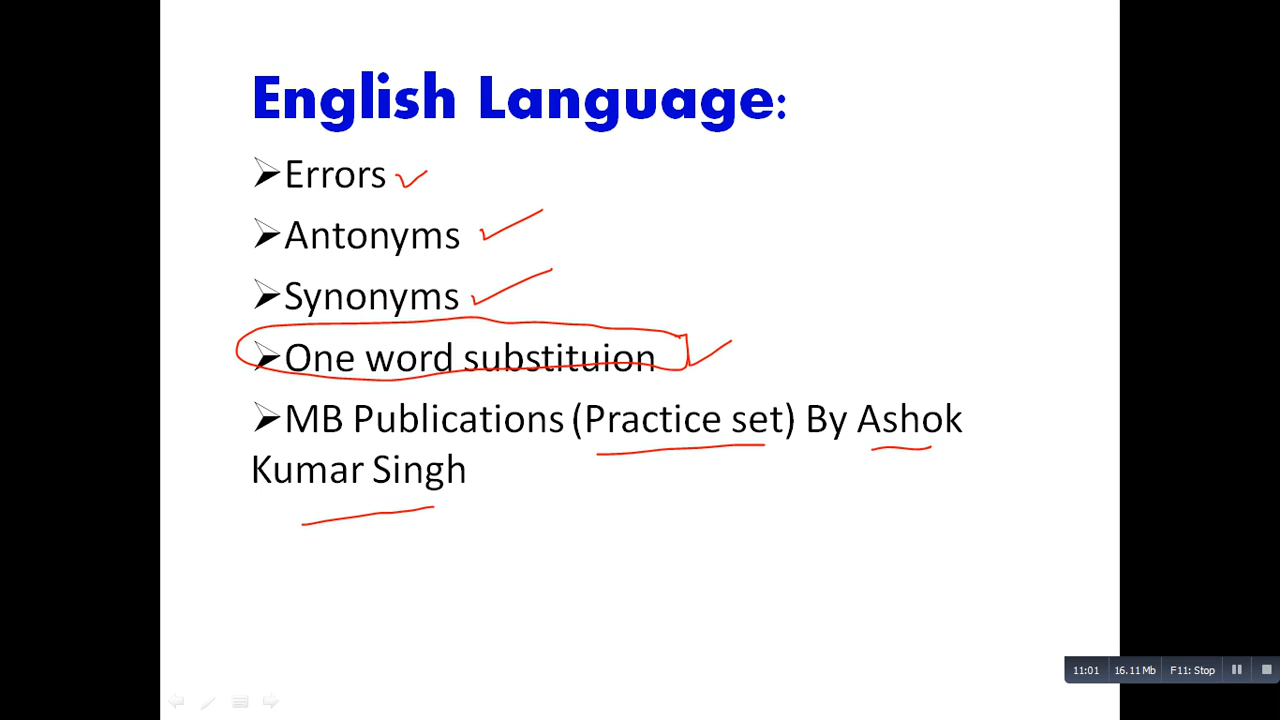 English Language:
➢Errors
➢Antonyms
➢Synonyms
➢One word substituion
➢MB Publications (Practice set) By Ashok
Kumar Singh
11:01 16.11 Mb F11: Stop